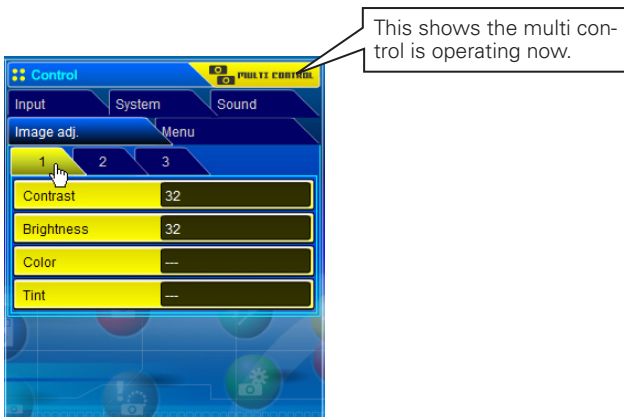 This shows the multi con-
trol is operating now.
Control
MULTI CONTROL
Input System Sound
Image adj. Menu
1 2 3
Contrast 32
Brightness 32
Color ---
Tint ---